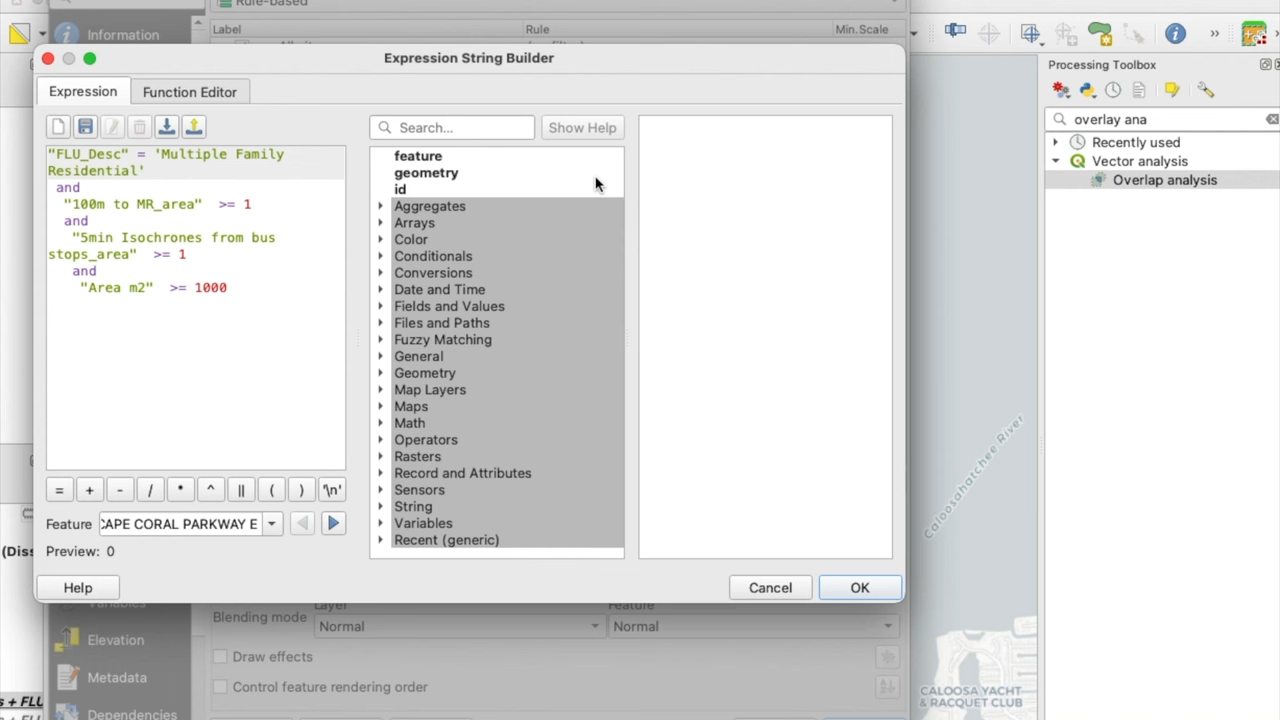 Rule-based
Information
Label
Rule
Min.Scale
Expression String Builder
Processing Toolbox
Expression
Function Editor
Search...
Show Help
overlay ana
"FLU_Desc" = 'Multiple Family
Residential'
and
"100m to MR_area" >= 1
and
"5min Isochrones from bus
stops_area" >= 1
and
"Area m2" >= 1000
feature
geometry
id
Aggregates
Arrays
Color
Conditionals
Conversions
Date and Time
Fields and Values
Files and Paths
Fuzzy Matching
General
Geometry
Map Layers
Maps
Math
Operators
Rasters
Record and Attributes
Sensors
String
Variables
Recent (generic)
Recently used
Vector analysis
Overlap analysis
= + - / * ^ || ( ) '\n'
Feature
CAPE CORAL PARKWAY E
(Diss
Preview: 0
Help
Cancel
OK
Variables
Layer
Feature
Blending mode
Normal
Normal
Elevation
Draw effects
Metadata
Control feature rendering order
s + FLU
Dependencies
Caloosahatchee River
CALOOSA YACHT
& RACQUET CLUB